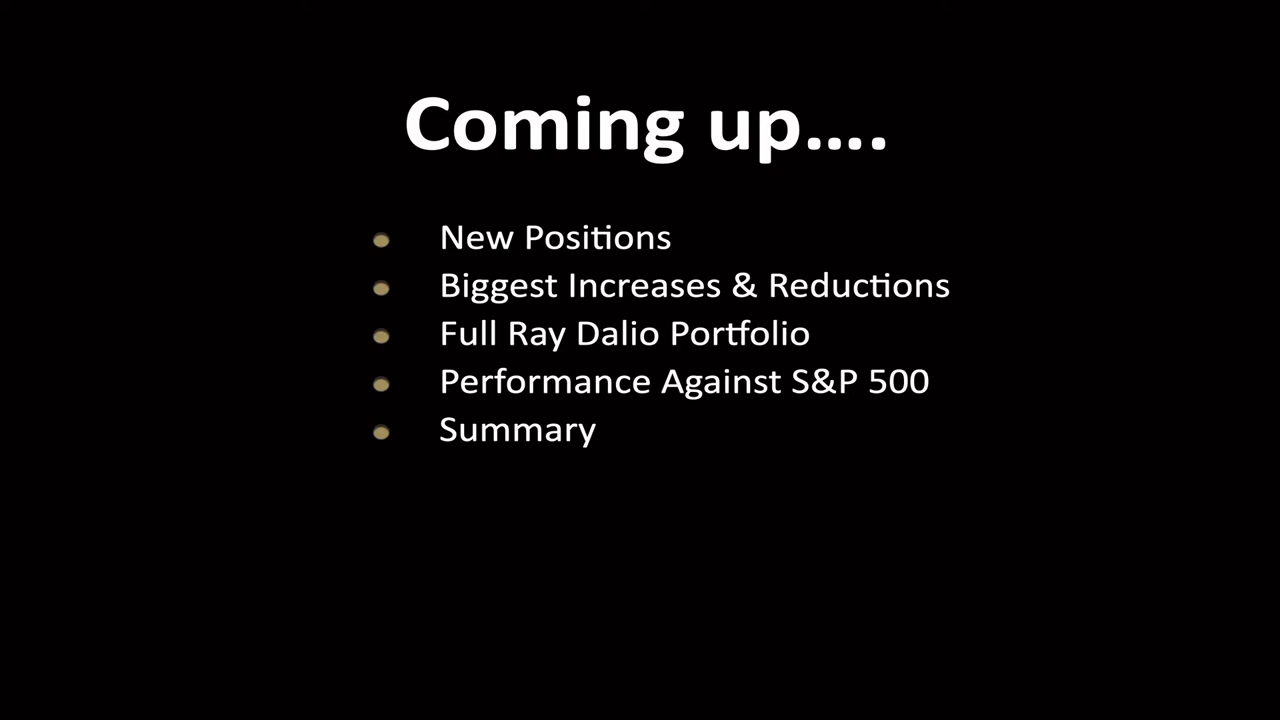 Coming up....
New Positions
Biggest Increases & Reductions
Full Ray Dalio Portfolio
Performance Against S&P 500
Summary